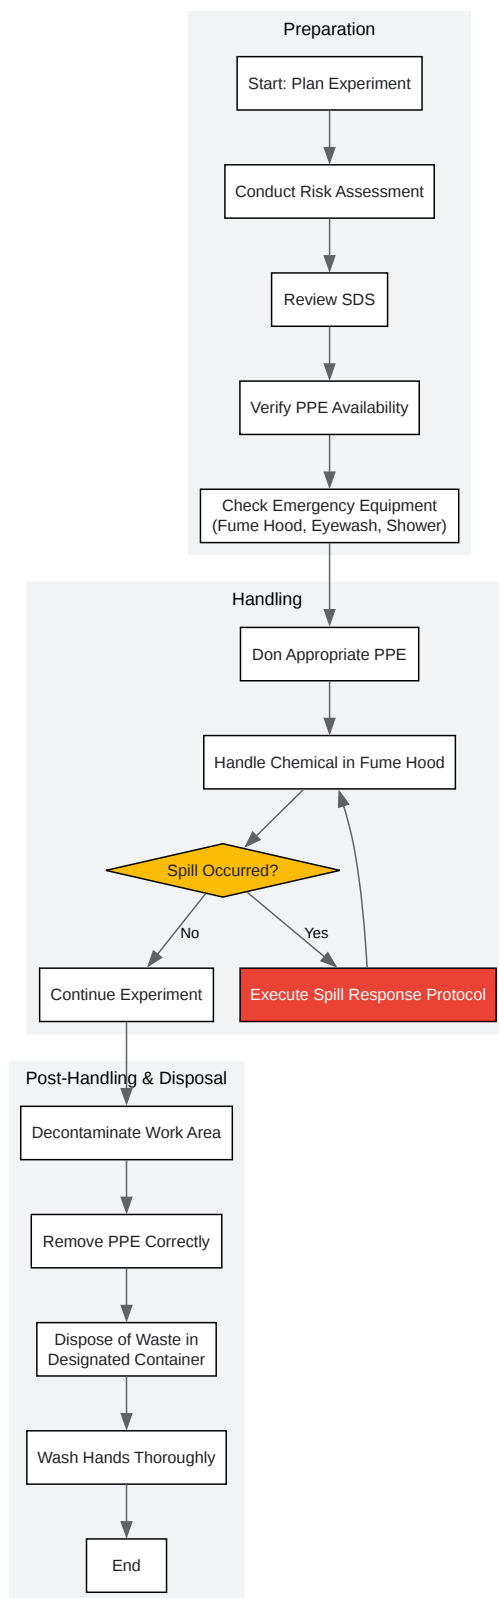 Preparation
Start: Plan Experiment
Conduct Risk Assessment
Review SDS
Verify PPE Availability
Check Emergency Equipment
(Fume Hood, Eyewash, Shower)
Handling
Don Appropriate PPE
Handle Chemical in Fume Hood
Spill Occurred?
No
Yes
Continue Experiment
Execute Spill Response Protocol
Post-Handling & Disposal
Decontaminate Work Area
Remove PPE Correctly
Dispose of Waste in
Designated Container
Wash Hands Thoroughly
End